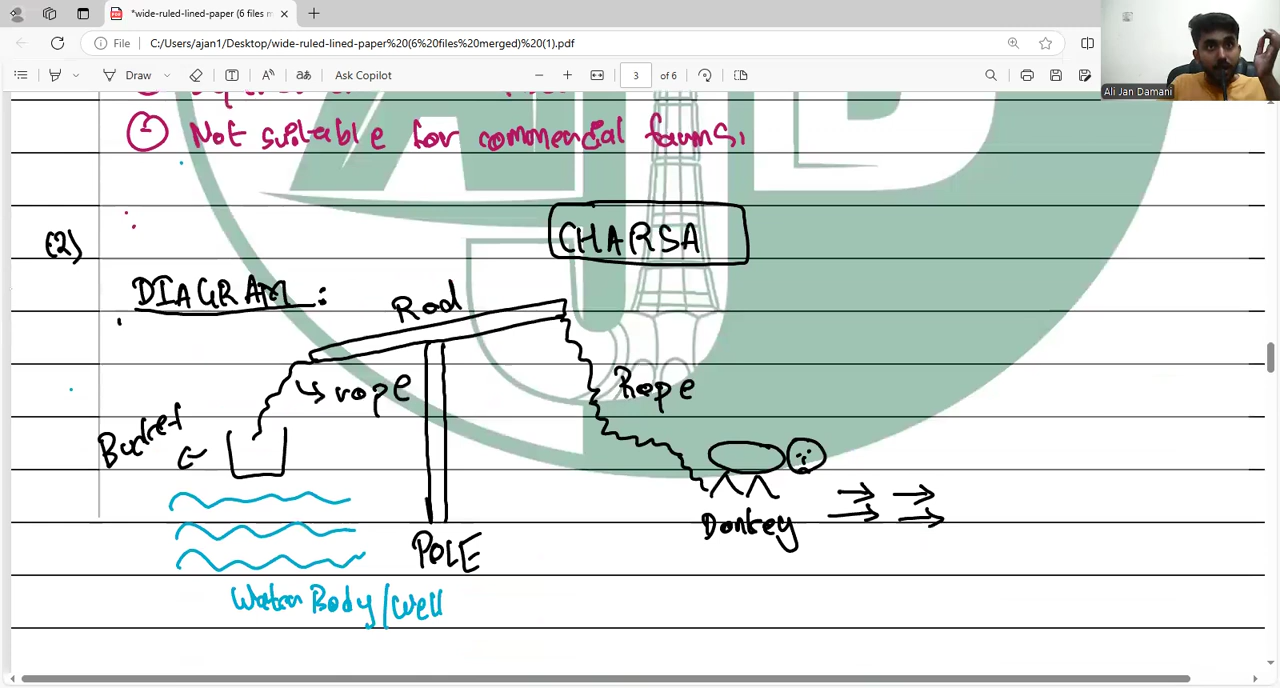 *wide-ruled-lined-paper (6 files m
File
C:/Users/ajan1/Desktop/wide-ruled-lined-paper%20(6%20files%20merged)%20(1).pdf
Draw
Ask Copilot
3 of 6
Ali Jan Damani
② Not suitable for commercial farms.
AJD
(2)
CHARSA
DIAGRAM:
Rod
rope
Rope
Bucket
Donkey
POLE
Water Body/Well